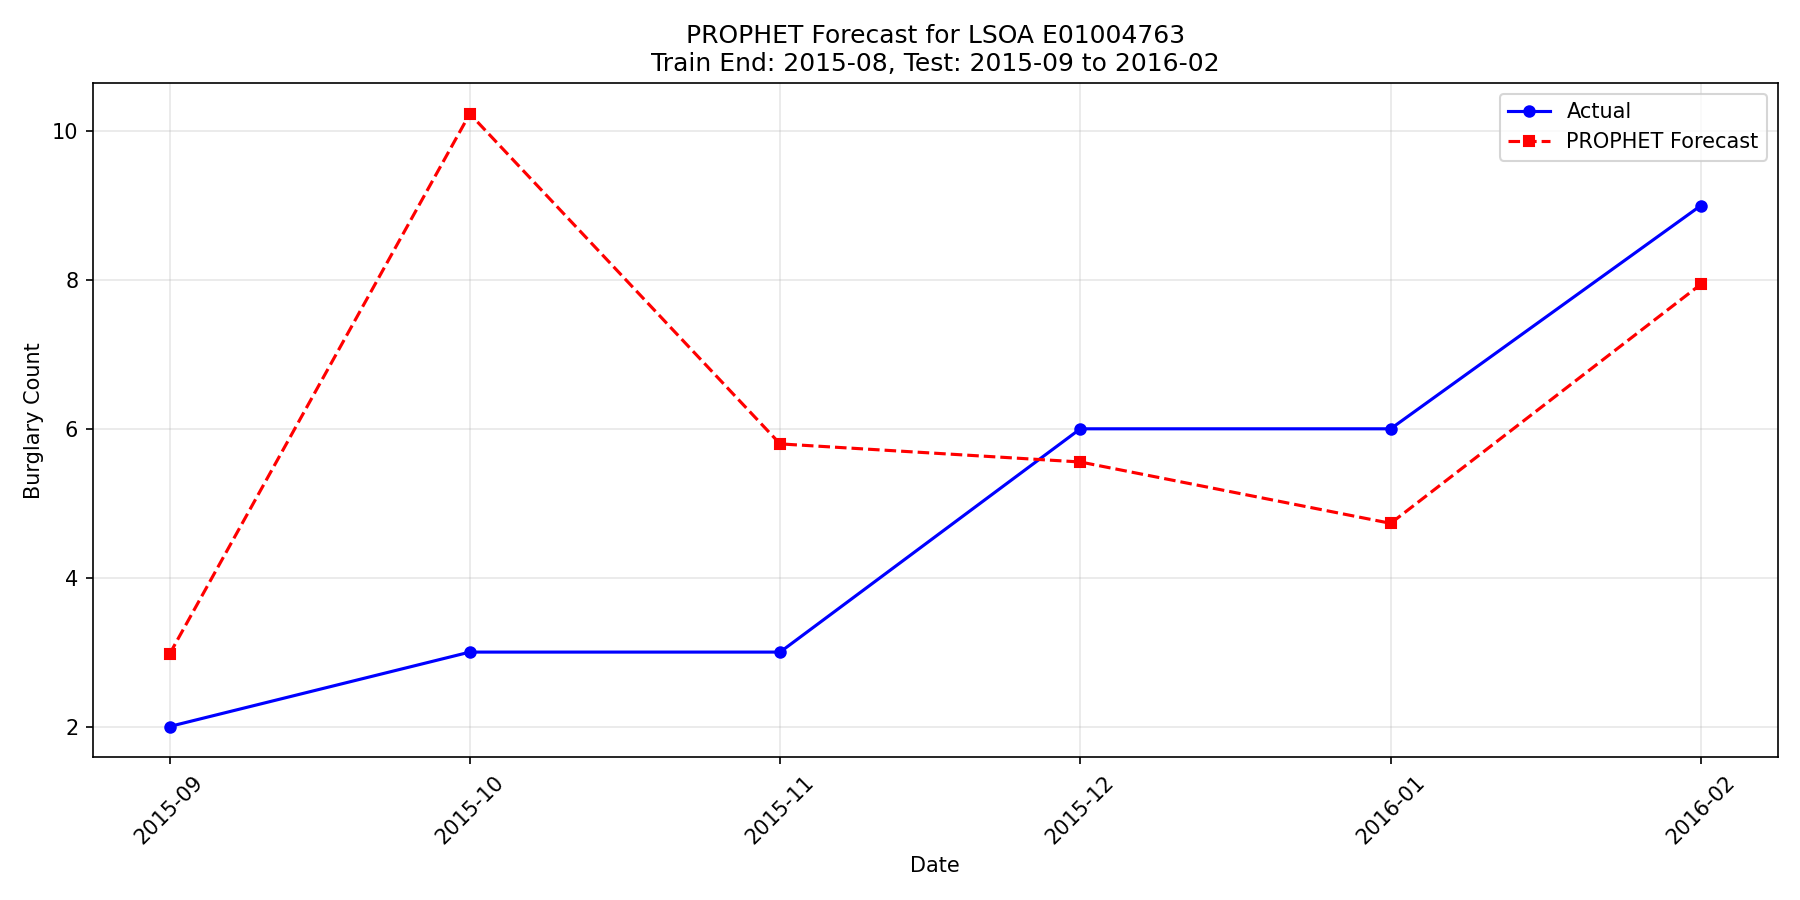 PROPHET Forecast for LSOA E01004763
Train End: 2015-08, Test: 2015-09 to 2016-02
Actual
PROPHET Forecast
Burglary Count
10
8
6
4
2
2015-09
2015-10
2015-11
2015-12
2016-01
2016-02
Date